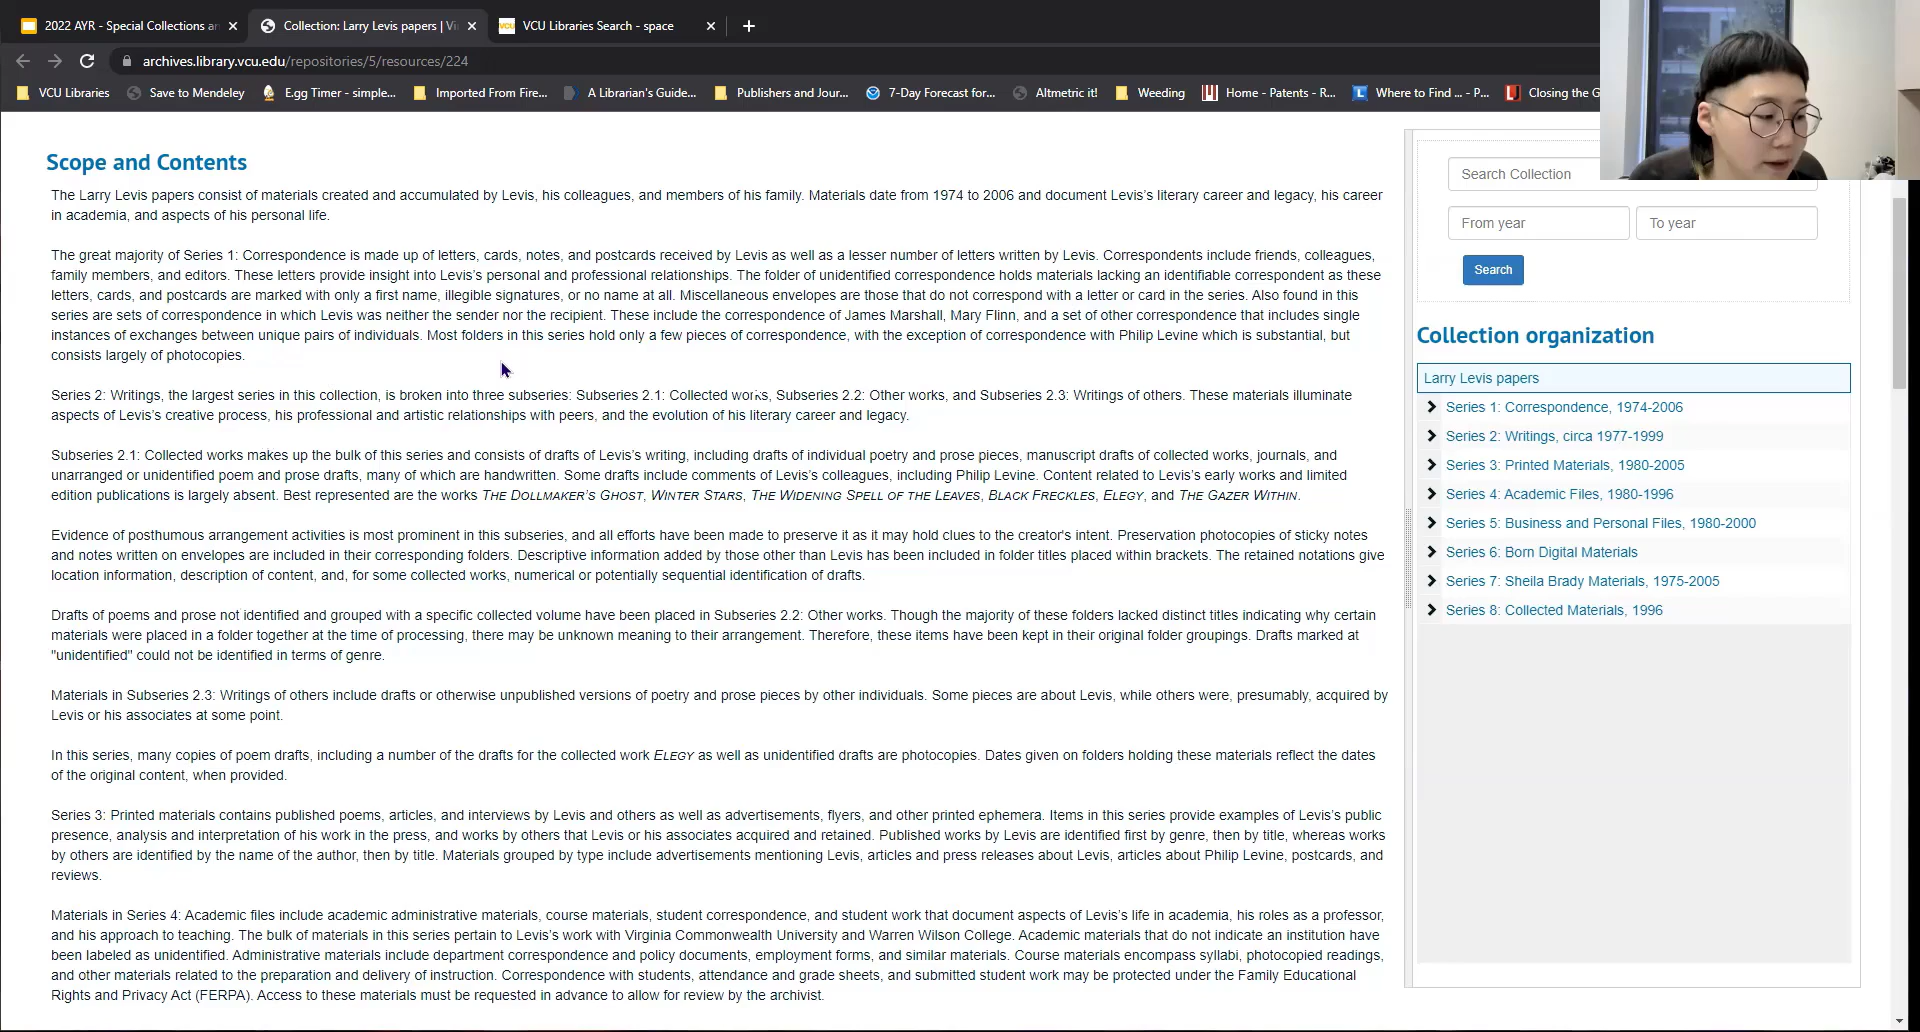 2022 AYR - Special Collections an
Collection: Larry Levis papers | Vi
VCU Libraries Search - space
archives.library.vcu.edu/repositories/5/resources/224
VCU Libraries
Save to Mendeley
E.gg Timer - simple...
Imported From Fire...
A Librarian's Guide...
Publishers and Jour...
7-Day Forecast for...
Altmetric it!
Weeding
Home - Patents - R...
Where to Find ... - P...
Closing the G
Scope and Contents
The Larry Levis papers consist of materials created and accumulated by Levis, his colleagues, and members of his family. Materials date from 1974 to 2006 and document Levis's literary career and legacy, his career
in academia, and aspects of his personal life.
The great majority of Series 1: Correspondence is made up of letters, cards, notes, and postcards received by Levis as well as a lesser number of letters written by Levis. Correspondents include friends, colleagues,
family members, and editors. These letters provide insight into Levis's personal and professional relationships. The folder of unidentified correspondence holds materials lacking an identifiable correspondent as these
letters, cards, and postcards are marked with only a first name, illegible signatures, or no name at all. Miscellaneous envelopes are those that do not correspond with a letter or card in the series. Also found in this
series are sets of correspondence in which Levis was neither the sender nor the recipient. These include the correspondence of James Marshall, Mary Flinn, and a set of other correspondence that includes single
instances of exchanges between unique pairs of individuals. Most folders in this series hold only a few pieces of correspondence, with the exception of correspondence with Philip Levine which is substantial, but
consists largely of photocopies.
Series 2: Writings, the largest series in this collection, is broken into three subseries: Subseries 2.1: Collected works, Subseries 2.2: Other works, and Subseries 2.3: Writings of others. These materials illuminate
aspects of Levis's creative process, his professional and artistic relationships with peers, and the evolution of his literary career and legacy.
Subseries 2.1: Collected works makes up the bulk of this series and consists of drafts of Levis's writing, including drafts of individual poetry and prose pieces, manuscript drafts of collected works, journals, and
unarranged or unidentified poem and prose drafts, many of which are handwritten. Some drafts include comments of Levis's colleagues, including Philip Levine. Content related to Levis's early works and limited
edition publications is largely absent. Best represented are the works THE DOLLMAKER'S GHOST, WINTER STARS, THE WIDENING SPELL OF THE LEAVES, BLACK FRECKLES, ELEGY, and THE GAZER WITHIN.
Evidence of posthumous arrangement activities is most prominent in this subseries, and all efforts have been made to preserve it as it may hold clues to the creator's intent. Preservation photocopies of sticky notes
and notes written on envelopes are included in their corresponding folders. Descriptive information added by those other than Levis has been included in folder titles placed within brackets. The retained notations give
location information, description of content, and, for some collected works, numerical or potentially sequential identification of drafts.
Drafts of poems and prose not identified and grouped with a specific collected volume have been placed in Subseries 2.2: Other works. Though the majority of these folders lacked distinct titles indicating why certain
materials were placed in a folder together at the time of processing, there may be unknown meaning to their arrangement. Therefore, these items have been kept in their original folder groupings. Drafts marked at
"unidentified" could not be identified in terms of genre.
Materials in Subseries 2.3: Writings of others include drafts or otherwise unpublished versions of poetry and prose pieces by other individuals. Some pieces are about Levis, while others were, presumably, acquired by
Levis or his associates at some point.
In this series, many copies of poem drafts, including a number of the drafts for the collected work ELEGY as well as unidentified drafts are photocopies. Dates given on folders holding these materials reflect the dates
of the original content, when provided.
Series 3: Printed materials contains published poems, articles, and interviews by Levis and others as well as advertisements, flyers, and other printed ephemera. Items in this series provide examples of Levis's public
presence, analysis and interpretation of his work in the press, and works by others that Levis or his associates acquired and retained. Published works by Levis are identified first by genre, then by title, whereas works
by others are identified by the name of the author, then by title. Materials grouped by type include advertisements mentioning Levis, articles and press releases about Levis, articles about Philip Levine, postcards, and
reviews.
Materials in Series 4: Academic files include academic administrative materials, course materials, student correspondence, and student work that document aspects of Levis's life in academia, his roles as a professor,
and his approach to teaching. The bulk of materials in this series pertain to Levis's work with Virginia Commonwealth University and Warren Wilson College. Academic materials that do not indicate an institution have
been labeled as unidentified. Administrative materials include department correspondence and policy documents, employment forms, and similar materials. Course materials encompass syllabi, photocopied readings,
and other materials related to the preparation and delivery of instruction. Correspondence with students, attendance and grade sheets, and submitted student work may be protected under the Family Educational
Rights and Privacy Act (FERPA). Access to these materials must be requested in advance to allow for review by the archivist.
Search Collection
From year
To year
Search
Collection organization
Larry Levis papers
Series 1: Correspondence, 1974-2006
Series 2: Writings, circa 1977-1999
Series 3: Printed Materials, 1980-2005
Series 4: Academic Files, 1980-1996
Series 5: Business and Personal Files, 1980-2000
Series 6: Born Digital Materials
Series 7: Sheila Brady Materials, 1975-2005
Series 8: Collected Materials, 1996